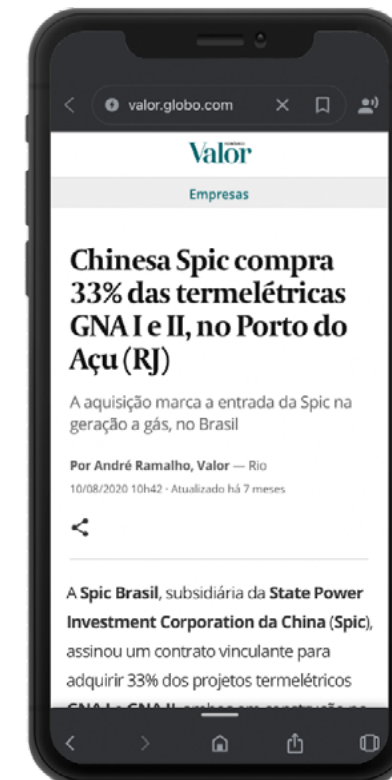 valor.globo.com
Valor
Empresas
Chinesa Spic compra
33% das termelétricas
GNA I e II, no Porto do
Açu (RJ)
A aquisição marca a entrada da Spic na
geração a gás, no Brasil
Por André Ramalho, Valor — Rio
10/08/2020 10h42 · Atualizado há 7 meses
A Spic Brasil, subsidiária da State Power
Investment Corporation da China (Spic),
assinou um contrato vinculante para
adquirir 33% dos projetos termelétricos